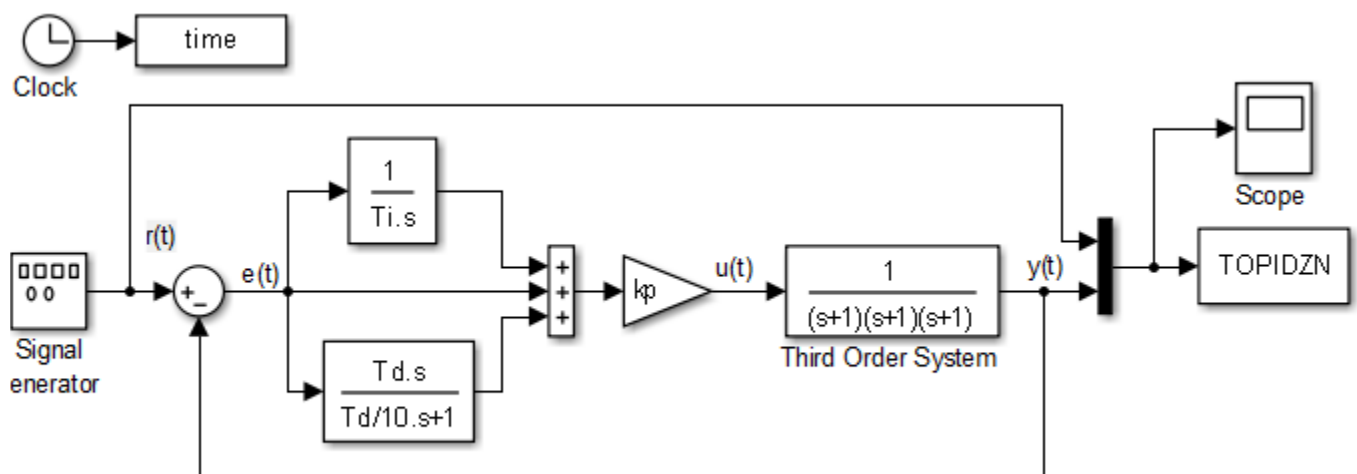 time
Clock
1
Ti.s
Scope
r(t)
e(t)
+
+
+
kp
u(t)
1
(s+1)(s+1)(s+1)
y(t)
TOPIDZN
+
−
Signal
enerator
Third Order System
Td.s
Td/10.s+1